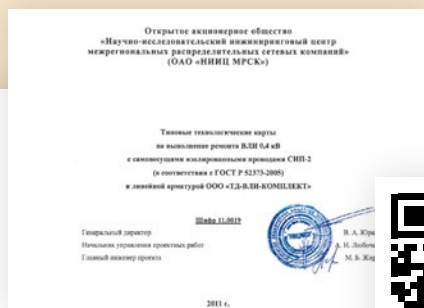 Открытое акционерное общество
«Научно-исследовательский инжиниринговый центр
межрегиональных распределительных сетевых компаний»
(ОАО «НИИЦ МРСК»)
Типовые технологические карты
на выполнение ремонта ВЛИ 0,4 кВ
с самонесущими изолированными проводами СИП-2
(в соответствии с ГОСТ Р 52373-2005)
и линейной арматурой ООО «ТД-ВЛИ-КОМПЛЕКТ»
Шифр 11.0019
Генеральный директор В. А.
Начальник управления проектных работ Н.
Главный инженер проекта М. Б.
2011 г.